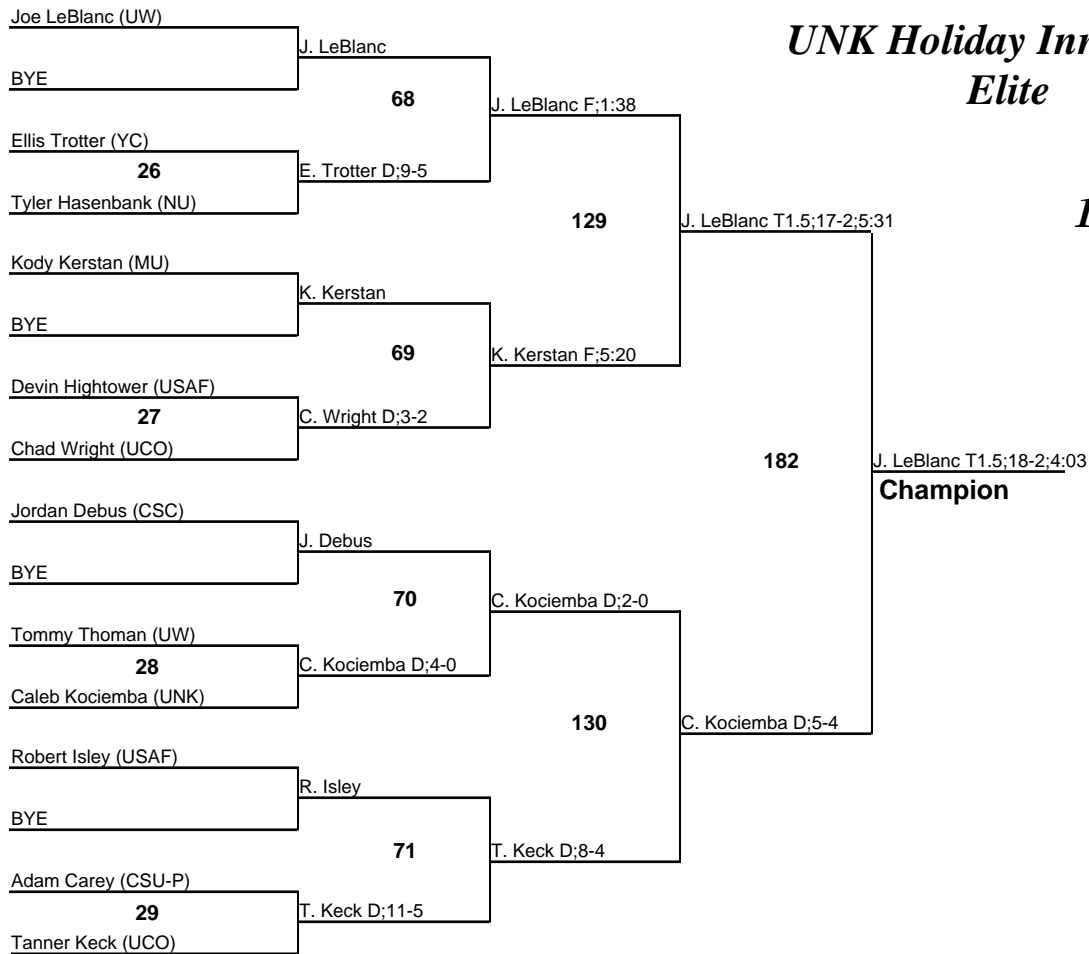 Joe LeBlanc (UW)
UNK Holiday Inn
Elite
J. LeBlanc
BYE
68
J. LeBlanc F;1:38
Ellis Trotter (YC)
26
E. Trotter D;9-5
Tyler Hasenbank (NU)
1
129
J. LeBlanc T1.5;17-2;5:31
Kody Kerstan (MU)
K. Kerstan
BYE
69
K. Kerstan F;5:20
Devin Hightower (USAF)
27
C. Wright D;3-2
Chad Wright (UCO)
182
J. LeBlanc T1.5;18-2;4:03
Champion
Jordan Debus (CSC)
J. Debus
BYE
70
C. Kociemba D;2-0
Tommy Thoman (UW)
28
C. Kociemba D;4-0
Caleb Kociemba (UNK)
130
C. Kociemba D;5-4
Robert Isley (USAF)
R. Isley
BYE
71
T. Keck D;8-4
Adam Carey (CSU-P)
29
T. Keck D;11-5
Tanner Keck (UCO)